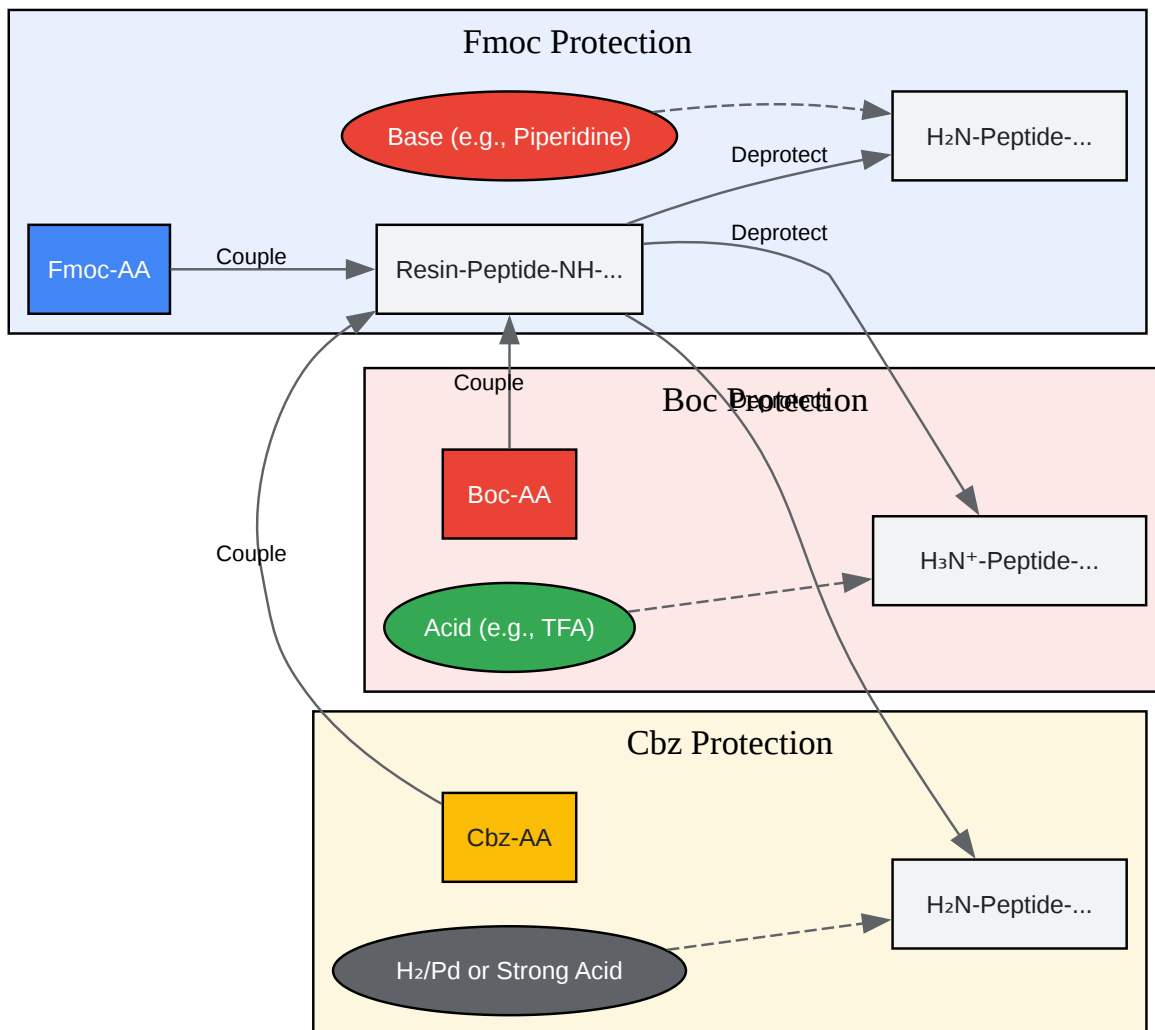 Fmoc Protection
Base (e.g., Piperidine)
H₂N-Peptide-...
Deprotect
Fmoc-AA
Couple
Resin-Peptide-NH-...
Deprotect
Couple
Boc Protection
Deprotect
Boc-AA
Couple
H₃N⁺-Peptide-...
Acid (e.g., TFA)
Cbz Protection
Cbz-AA
H₂N-Peptide-...
H₂/Pd or Strong Acid